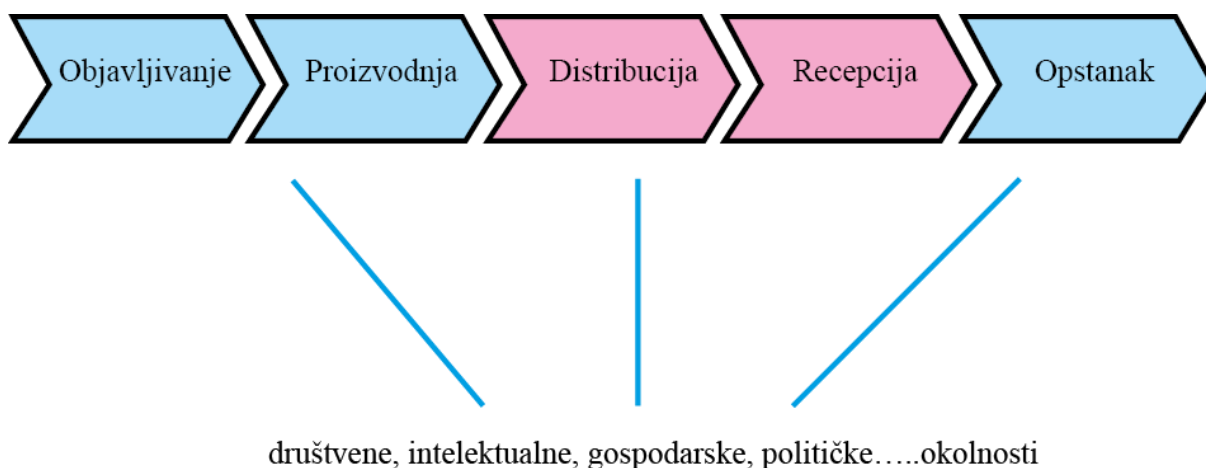 Objavljivanje
Proizvodnja
Distribucija
Recepcija
Opstanak
društvene, intelektualne, gospodarske, političke…..okolnosti